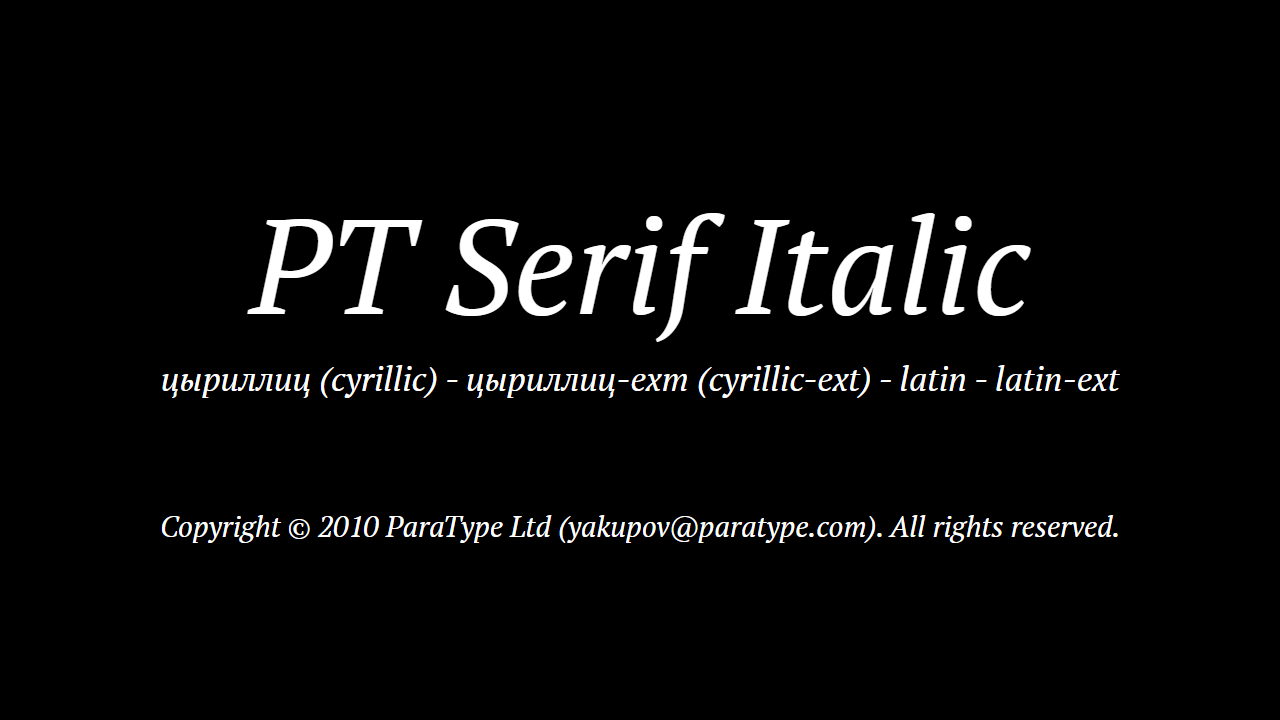 PT Serif Italic
цыриллиц (cyrillic) - цыриллиц-ехт (cyrillic-ext) - latin - latin-ext
Copyright © 2010 ParaType Ltd (yakupov@paratype.com). All rights reserved.